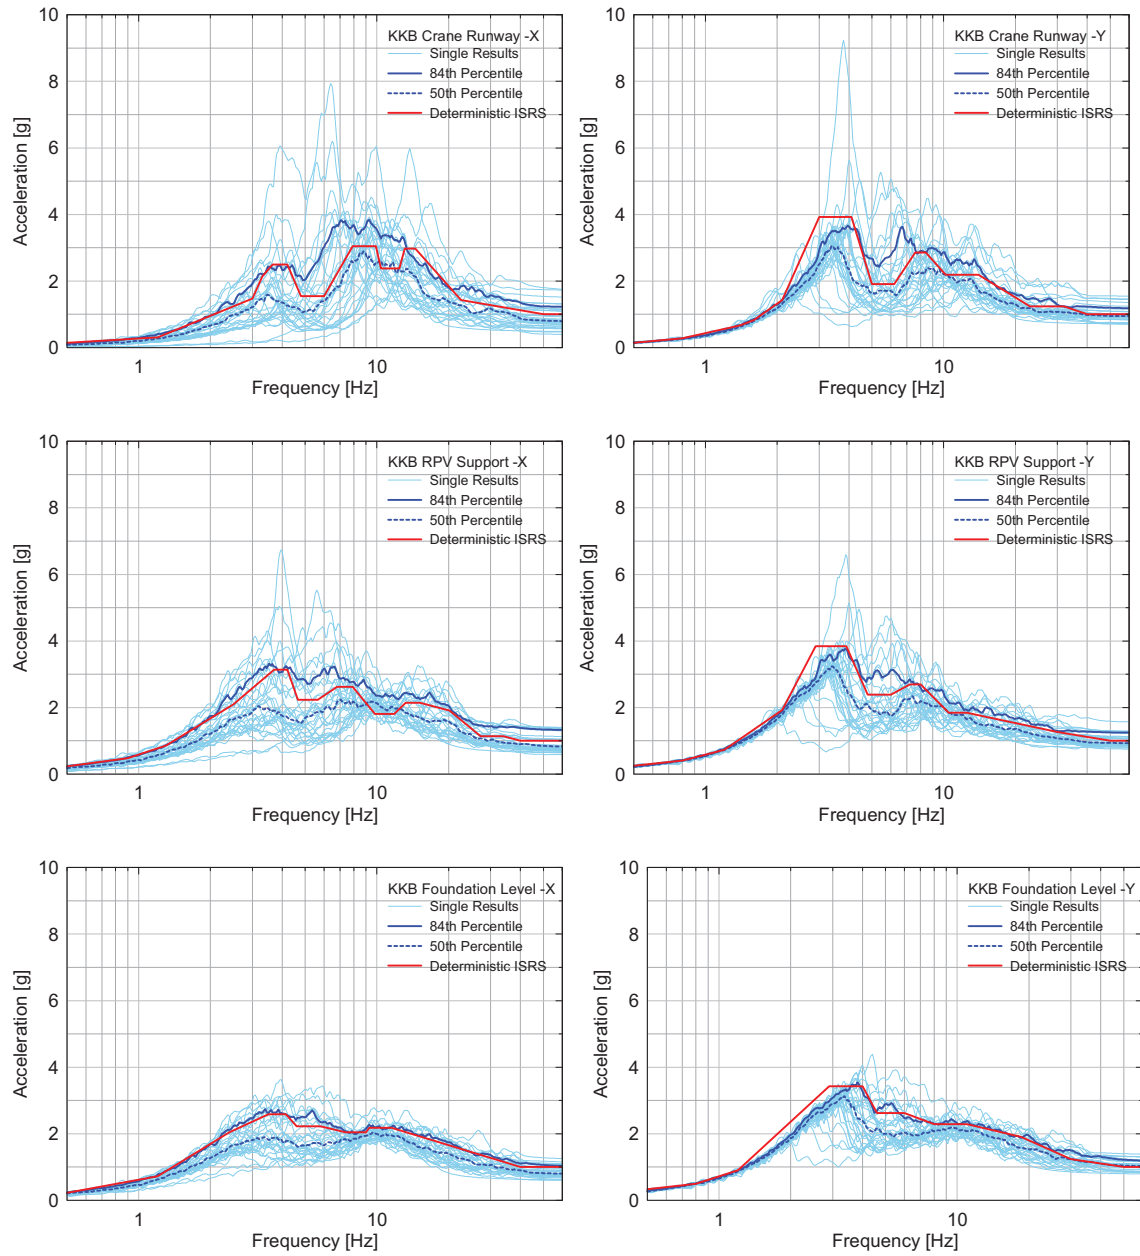 KKB Crane Runway -X
Single Results
84th Percentile
50th Percentile
Deterministic ISRS
Acceleration [g]
10
8
6
4
2
0
1
10
Frequency [Hz]
KKB Crane Runway -Y
Single Results
84th Percentile
50th Percentile
Deterministic ISRS
Acceleration [g]
10
8
6
4
2
0
1
10
Frequency [Hz]
KKB RPV Support -X
Single Results
84th Percentile
50th Percentile
Deterministic ISRS
Acceleration [g]
10
8
6
4
2
0
1
10
Frequency [Hz]
KKB RPV Support -Y
Single Results
84th Percentile
50th Percentile
Deterministic ISRS
Acceleration [g]
10
8
6
4
2
0
1
10
Frequency [Hz]
KKB Foundation Level -X
Single Results
84th Percentile
50th Percentile
Deterministic ISRS
Acceleration [g]
10
8
6
4
2
0
1
10
Frequency [Hz]
KKB Foundation Level -Y
Single Results
84th Percentile
50th Percentile
Deterministic ISRS
Acceleration [g]
10
8
6
4
2
0
1
10
Frequency [Hz]